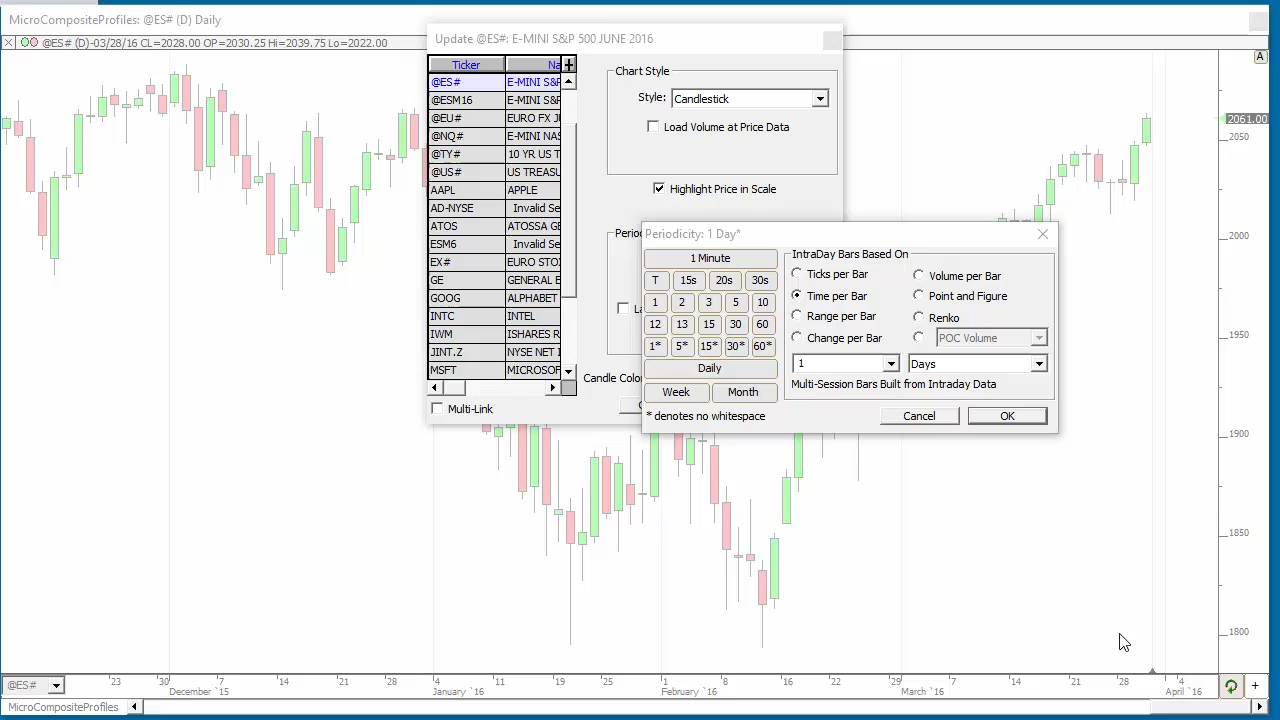 MicroCompositeProfiles: @ES# (D) Daily
@ES# (D)-03/28/16 CL=2028.00 OP=2030.25 Hi=2039.75 Lo=2022.00
A
Update @ES#: E-MINI S&P 500 JUNE 2016
Ticker Na +
@ES# E-MINI S&P
@ESM16 E-MINI S&P
@EU# EURO FX J
@NQ# E-MINI NAS
@TY# 10 YR US T
@US# US TREASU
AAPL APPLE
AD-NYSE Invalid Se
ATOS ATOSSA GE
ESM6 Invalid Se
EX# EURO STO
GE GENERAL E
GOOG ALPHABET
INTC INTEL
IWM ISHARES R
JINT.Z NYSE NET I
MSFT MICROSOF
Multi-Link
Chart Style
Style: Candlestick
Load Volume at Price Data
Highlight Price in Scale
Perio
La
Candle Color
Periodicity: 1 Day*
1 Minute
T 15s 20s 30s
1 2 3 5 10
12 13 15 30 60
1* 5* 15* 30* 60*
Daily
Week Month
* denotes no whitespace
IntraDay Bars Based On
Ticks per Bar Volume per Bar
Time per Bar Point and Figure
Range per Bar Renko
Change per Bar POC Volume
1 Days
Multi-Session Bars Built from Intraday Data
Cancel OK
2061.00
2050
2000
1950
1900
1850
1800
@ES#
23 30 7 14 21 28 4 11 19 25 1 8 16 22 29 7 14 21 28 4
December `15 January `16 February `16 March `16 April `16
+
MicroCompositeProfiles